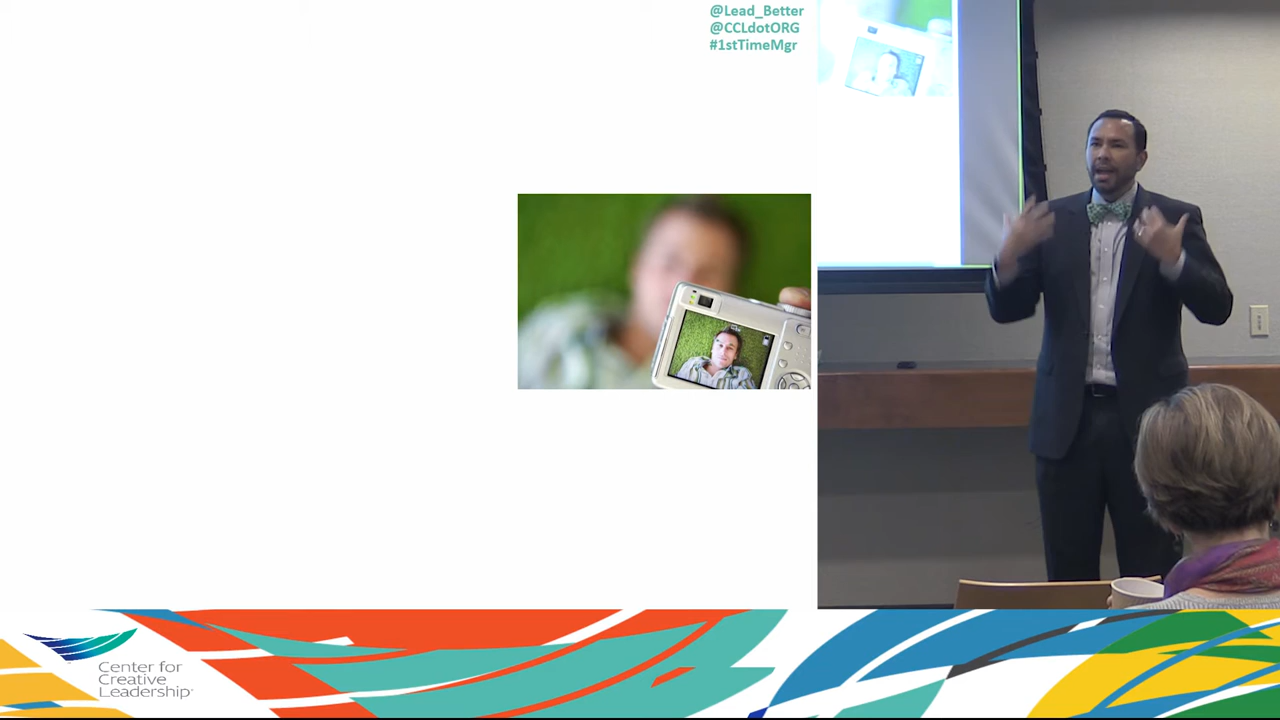 @Lead_Better
@CCLdotORG
#1stTimeMgr
Center for
Creative
Leadership